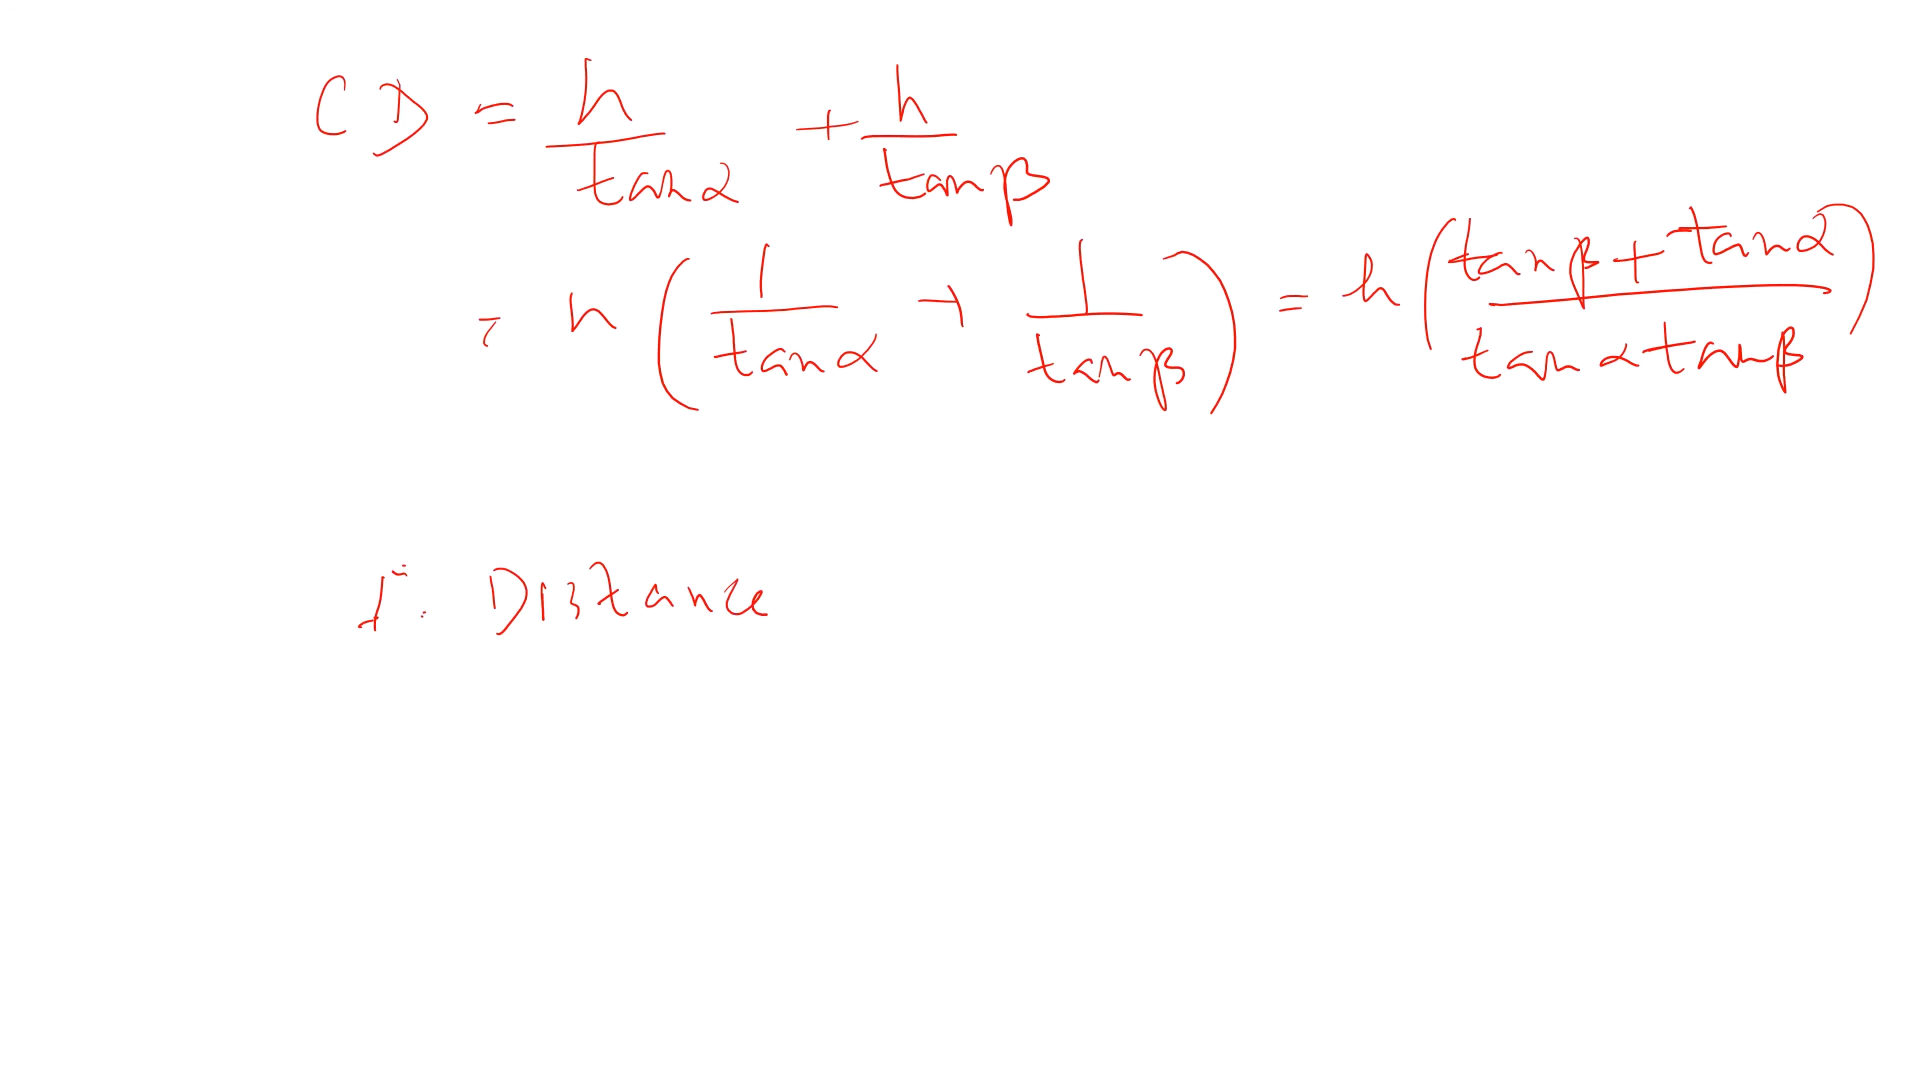 CD = h/tanα + h/tanβ
= h(1/tanα + 1/tanβ) = h((tanβ + tanα)/(tanα tanβ))
∴ Distance